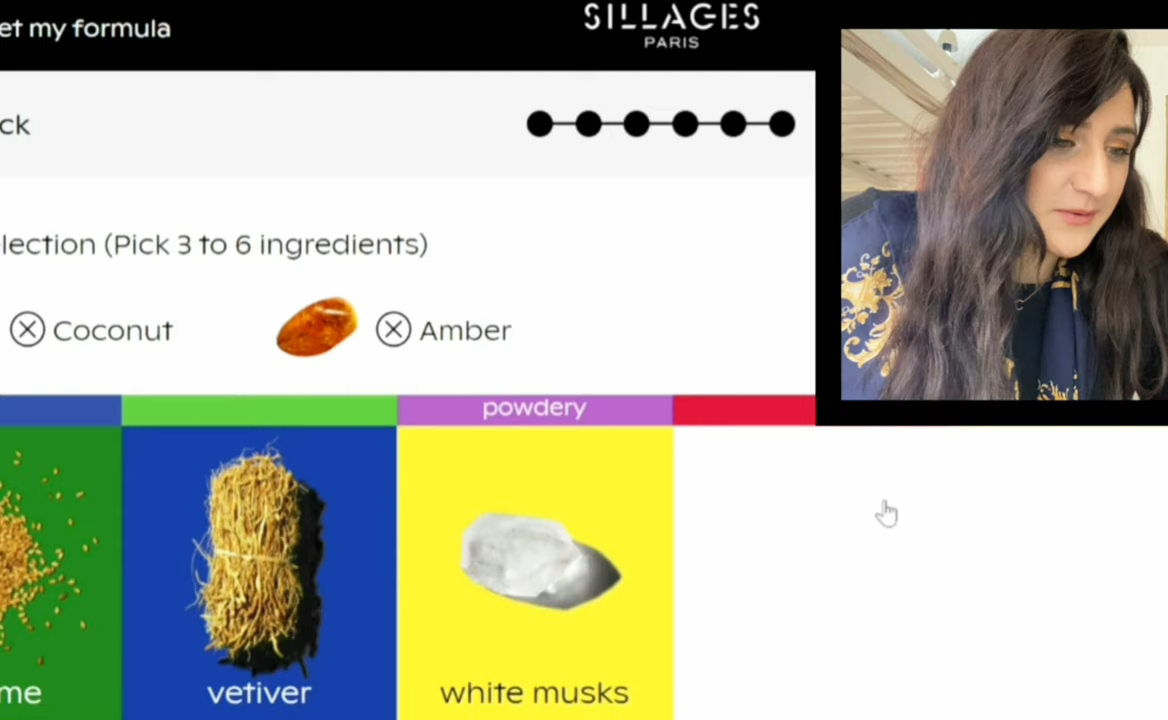 et my formula
SILLAGES
PARIS
ck
lection (Pick 3 to 6 ingredients)
Coconut
Amber
powdery
me
vetiver
white musks